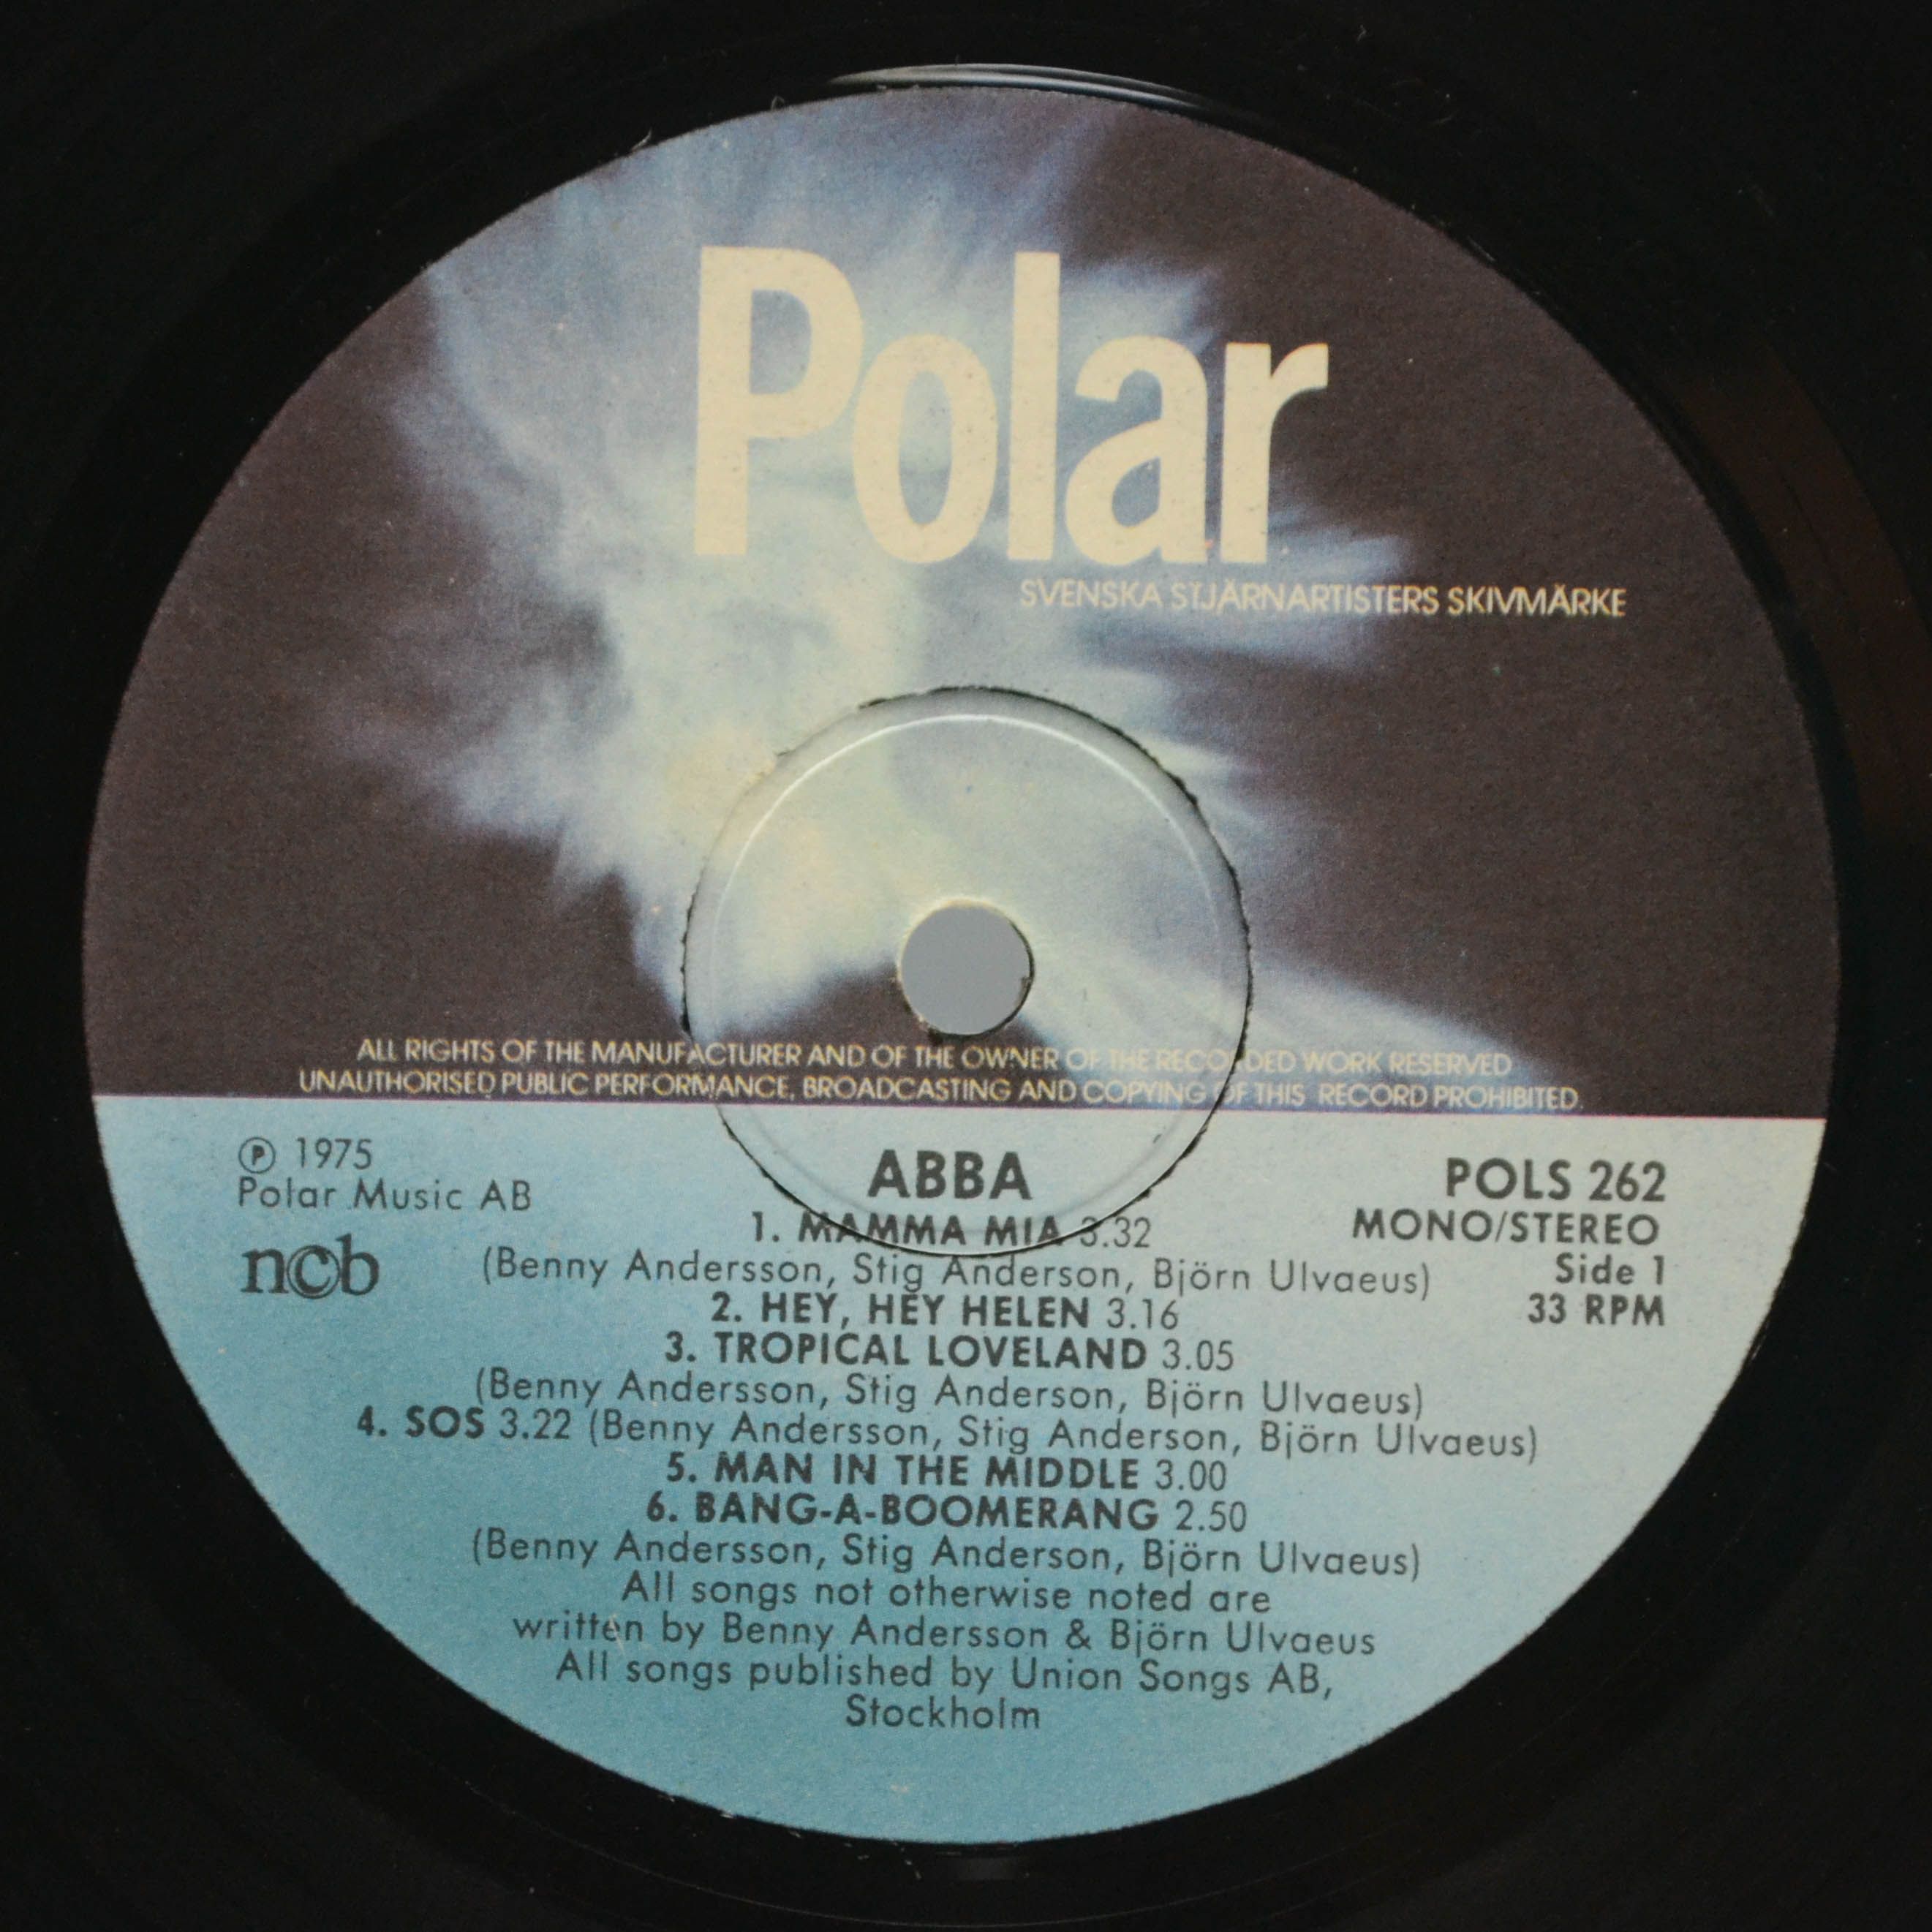 Polar
SVENSKA STJÄRNARTISTERS SKIVMÄRKE
ALL RIGHTS OF THE MANUFACTURER AND OF THE OWNER OF THE RECORDED WORK RESERVED
UNAUTHORISED PUBLIC PERFORMANCE, BROADCASTING AND COPYING OF THIS RECORD PROHIBITED.
Ⓟ 1975
Polar Music AB
ncb
ABBA
POLS 262
MONO/STEREO
Side 1
33 RPM
1. MAMMA MIA 3.32
(Benny Andersson, Stig Anderson, Björn Ulvaeus)
2. HEY, HEY HELEN 3.16
3. TROPICAL LOVELAND 3.05
(Benny Andersson, Stig Anderson, Björn Ulvaeus)
4. SOS 3.22 (Benny Andersson, Stig Anderson, Björn Ulvaeus)
5. MAN IN THE MIDDLE 3.00
6. BANG-A-BOOMERANG 2.50
(Benny Andersson, Stig Anderson, Björn Ulvaeus)
All songs not otherwise noted are
written by Benny Andersson & Björn Ulvaeus
All songs published by Union Songs AB,
Stockholm